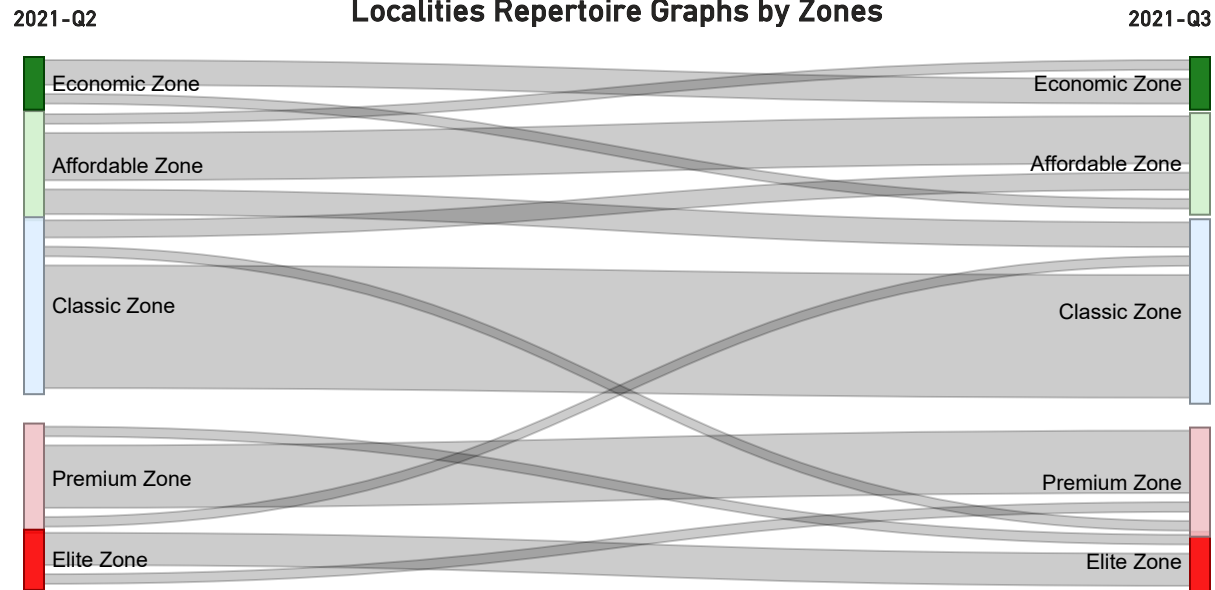 Localities Repertoire Graphs by Zones
2021-Q2
2021-Q3
Economic Zone
Economic Zone
Affordable Zone
Affordable Zone
Classic Zone
Classic Zone
Premium Zone
Premium Zone
Elite Zone
Elite Zone